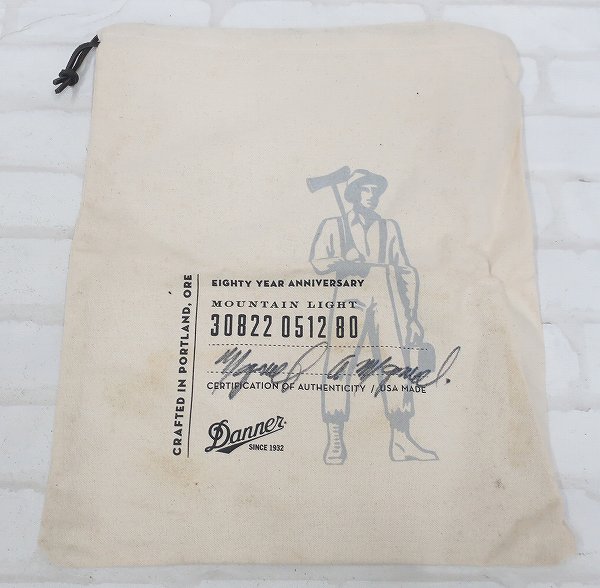 CRAFTED IN PORTLAND, ORE
EIGHTY YEAR ANNIVERSARY
MOUNTAIN LIGHT
30822 0512 80
CERTIFICATION OF AUTHENTICITY / USA MADE
Danner
SINCE 1932